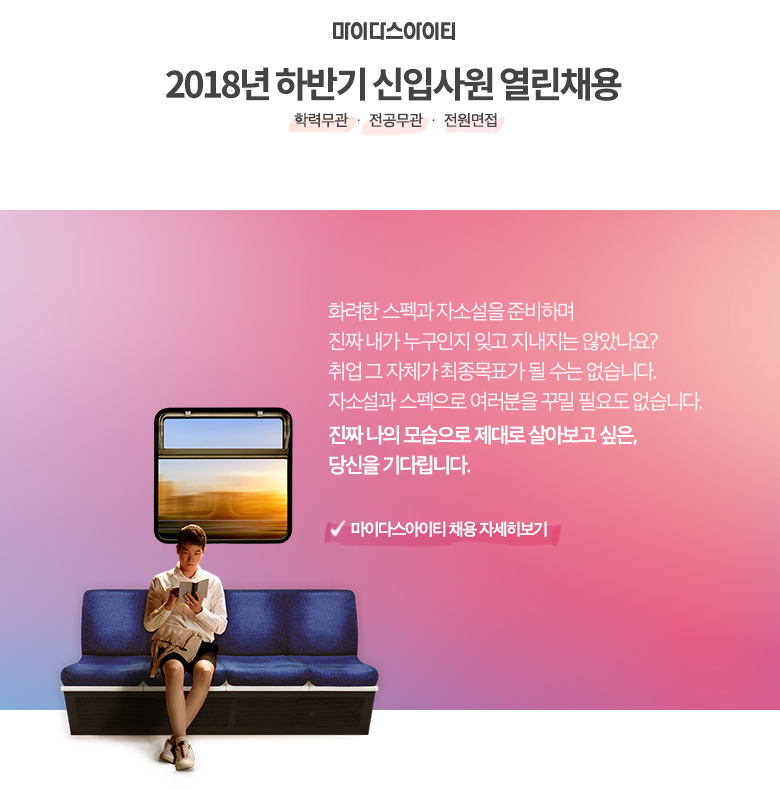 마이다스아이티
2018년 하반기 신입사원 열린채용
학력무관 · 전공무관 · 전원면접
화려한 스펙과 자소설을 준비하며
진짜 내가 누구인지 잊고 지내지는 않았나요?
취업 그 자체가 최종목표가 될 수는 없습니다.
자소설과 스펙으로 여러분을 꾸밀 필요도 없습니다.
진짜 나의 모습으로 제대로 살아보고 싶은,
당신을 기다립니다.
마이다스아이티 채용 자세히보기